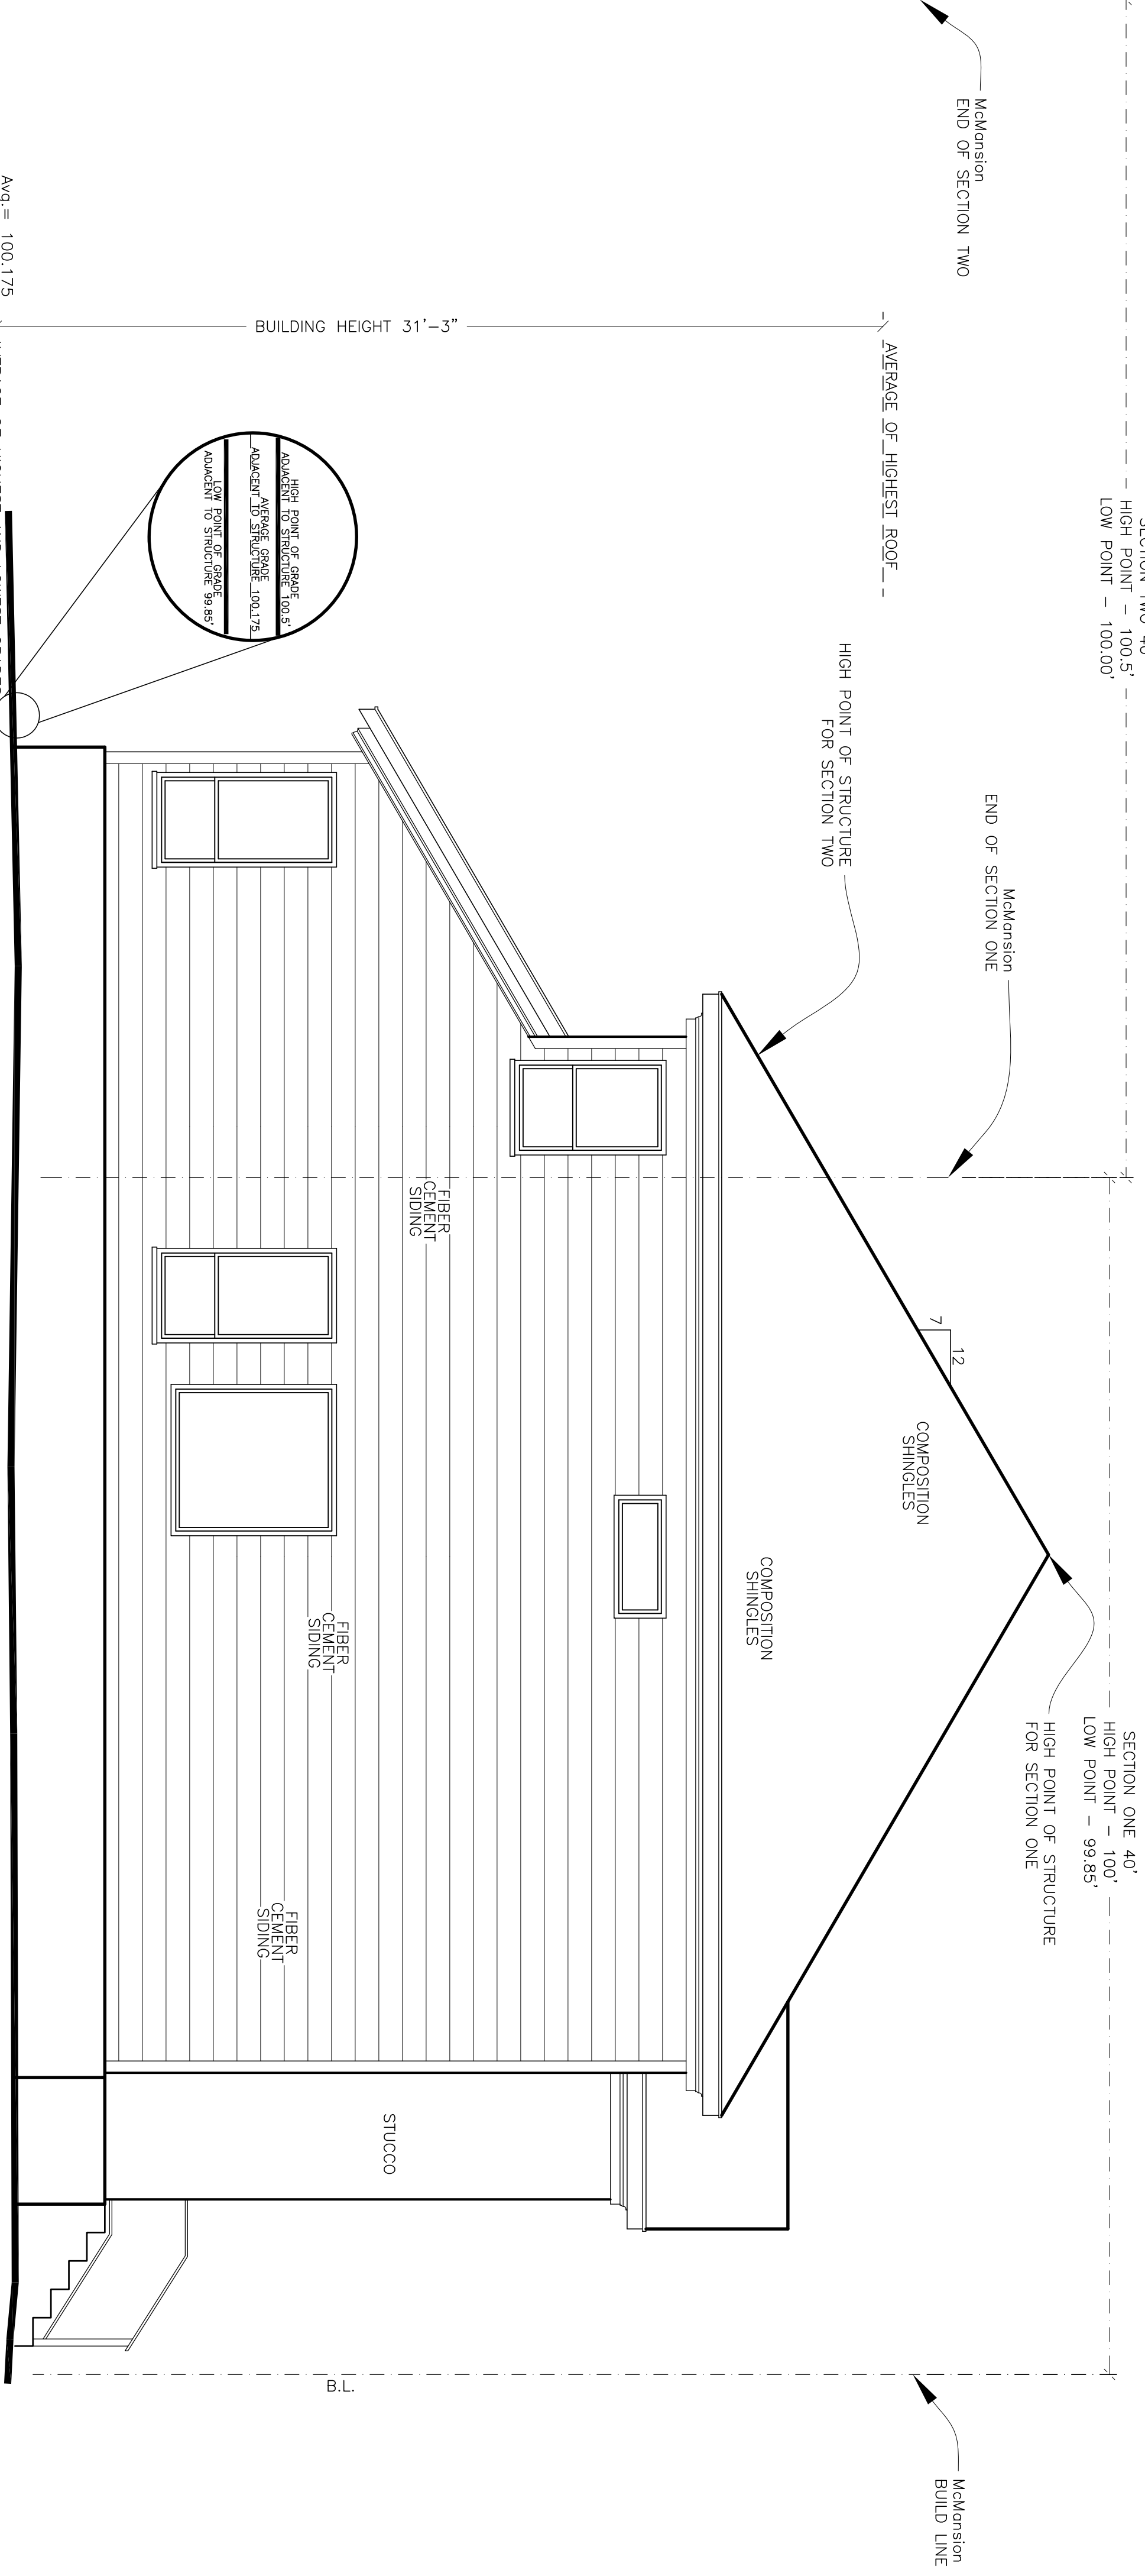 SECTION TWO 40'
HIGH POINT - 100.5'
LOW POINT - 100.00'
SECTION ONE 40'
HIGH POINT - 100'
LOW POINT - 99.85'
McMansion
END OF SECTION TWO
McMansion
END OF SECTION ONE
HIGH POINT OF STRUCTURE
FOR SECTION ONE
McMansion
BUILD LINE
AVERAGE OF HIGHEST ROOF
HIGH POINT OF STRUCTURE
FOR SECTION TWO
7
12
COMPOSITION
SHINGLES
COMPOSITION
SHINGLES
BUILDING HEIGHT 31'-3"
HIGH POINT OF GRADE
ADJACENT TO STRUCTURE 100.5'
AVERAGE GRADE
ADJACENT TO STRUCTURE 100.175
LOW POINT OF GRADE
ADJACENT TO STRUCTURE 99.85'
FIBER
CEMENT
SIDING
FIBER
CEMENT
SIDING
FIBER
CEMENT
SIDING
STUCCO
B.L.
Avg.= 100.175